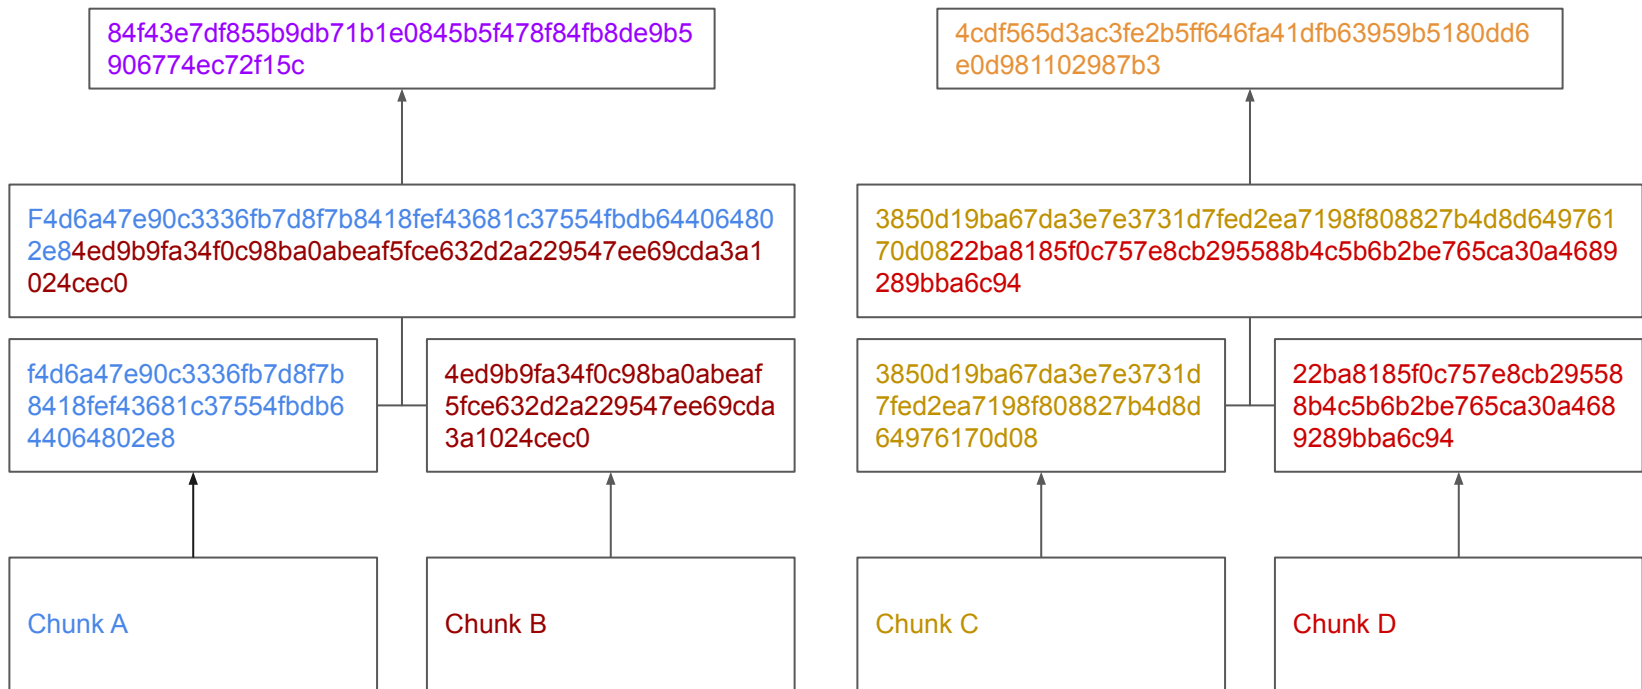 84f43e7df855b9db71b1e0845b5f478f84fb8de9b5
906774ec72f15c
4cdf565d3ac3fe2b5ff646fa41dfb63959b5180dd6
e0d981102987b3
F4d6a47e90c3336fb7d8f7b8418fef43681c37554fbdb64406480
2e84ed9b9fa34f0c98ba0abeaf5fce632d2a229547ee69cda3a1
024cec0
3850d19ba67da3e7e3731d7fed2ea7198f808827b4d8d649761
70d0822ba8185f0c757e8cb295588b4c5b6b2be765ca30a4689
289bba6c94
f4d6a47e90c3336fb7d8f7b
8418fef43681c37554fbdb6
44064802e8
4ed9b9fa34f0c98ba0abeaf
5fce632d2a229547ee69cda
3a1024cec0
3850d19ba67da3e7e3731d
7fed2ea7198f808827b4d8d
64976170d08
22ba8185f0c757e8cb29558
8b4c5b6b2be765ca30a468
9289bba6c94
Chunk A
Chunk B
Chunk C
Chunk D